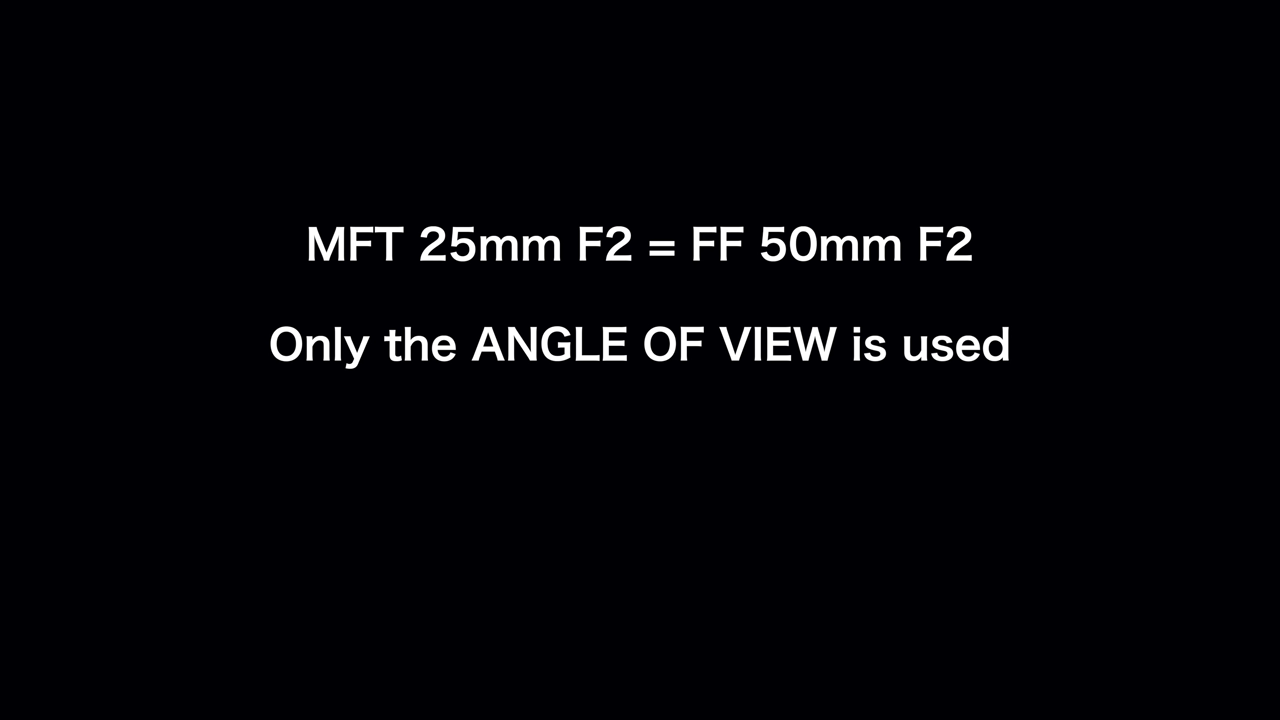 MFT 25mm F2 = FF 50mm F2
Only the ANGLE OF VIEW is used